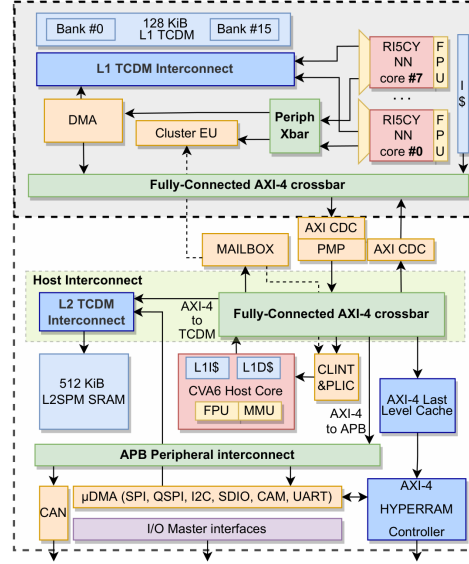 128 KiB
L1 TCDM
Bank #0
Bank #15
L1 TCDM Interconnect
RI5CY
NN
core #7
F
P
U
I
$
...
DMA
Cluster EU
Periph
Xbar
RI5CY
NN
core #0
F
P
U
Fully-Connected AXI-4 crossbar
MAILBOX
AXI CDC
PMP
AXI CDC
Host Interconnect
L2 TCDM
Interconnect
AXI-4
to
TCDM
Fully-Connected AXI-4 crossbar
512 KiB
L2SPM SRAM
L1I$
L1D$
CVA6 Host Core
FPU
MMU
CLINT
&PLIC
AXI-4
to APB
AXI-4 Last
Level Cache
APB Peripheral interconnect
CAN
μDMA (SPI, QSPI, I2C, SDIO, CAM, UART)
I/O Master interfaces
AXI-4
HYPERRAM
Controller